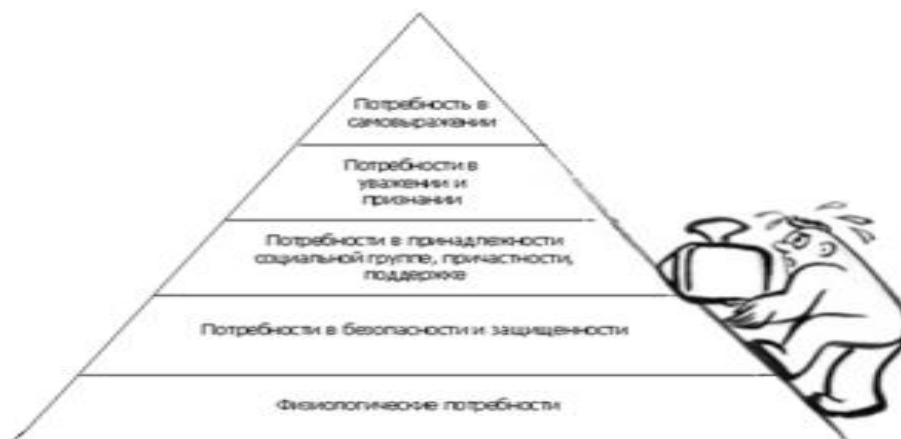 Потребность в
самовыражении
Потребности в
уважении и
признании
Потребности в принадлежности
социальной группе, причастности,
поддержке
Потребности в безопасности и защищенности
Физиологические потребности